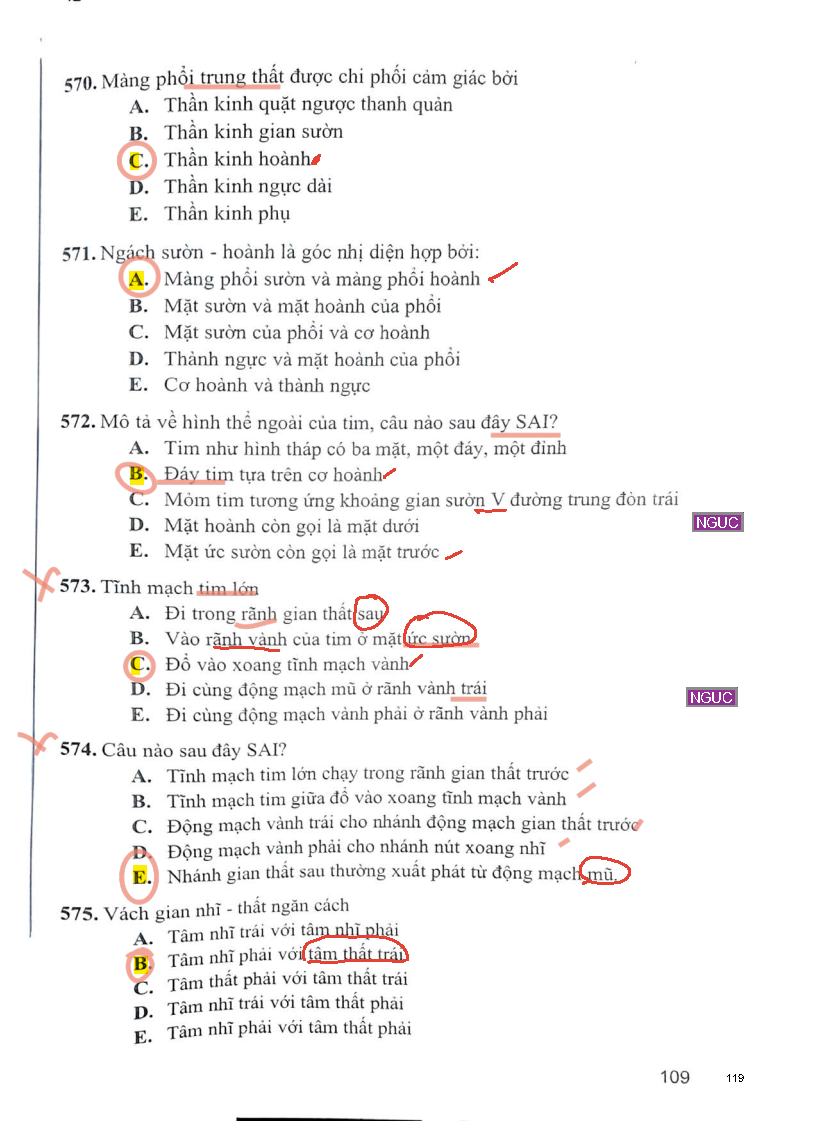 570. Màng phổi trung thất được chi phối cảm giác bởi
A. Thần kinh quặt ngược thanh quản
B. Thần kinh gian sườn
C. Thần kinh hoành
D. Thần kinh ngực dài
E. Thần kinh phụ
571. Ngách sườn - hoành là góc nhị diện hợp bởi:
A. Màng phổi sườn và màng phổi hoành
B. Mặt sườn và mặt hoành của phổi
C. Mặt sườn của phổi và cơ hoành
D. Thành ngực và mặt hoành của phổi
E. Cơ hoành và thành ngực
572. Mô tả về hình thể ngoài của tim, câu nào sau đây SAI?
A. Tim như hình tháp có ba mặt, một đáy, một đỉnh
B. Đáy tim tựa trên cơ hoành
C. Mỏm tim tương ứng khoảng gian sườn V đường trung đòn trái
D. Mặt hoành còn gọi là mặt dưới
NGUC
E. Mặt ức sườn còn gọi là mặt trước
573. Tĩnh mạch tim lớn
A. Đi trong rãnh gian thất sau
B. Vào rãnh vành của tim ở mặt ức sườn
C. Đổ vào xoang tĩnh mạch vành
D. Đi cùng động mạch mũ ở rãnh vành trái
NGUC
E. Đi cùng động mạch vành phải ở rãnh vành phải
574. Câu nào sau đây SAI?
A. Tĩnh mạch tim lớn chạy trong rãnh gian thất trước
B. Tĩnh mạch tim giữa đổ vào xoang tĩnh mạch vành
C. Động mạch vành trái cho nhánh động mạch gian thất trước
D. Động mạch vành phải cho nhánh nút xoang nhĩ
E. Nhánh gian thất sau thường xuất phát từ động mạch mũ.
575. Vách gian nhĩ - thất ngăn cách
A. Tâm nhĩ trái với tâm nhĩ phải
B. Tâm nhĩ phải với tâm thất trái
C. Tâm thất phải với tâm thất trái
D. Tâm nhĩ trái với tâm thất phải
E. Tâm nhĩ phải với tâm thất phải
109 119